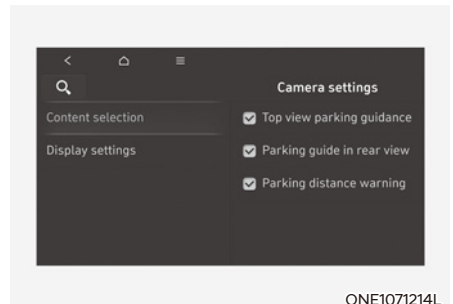 Camera settings
Content selection
Display settings
Top view parking guidance
Parking guide in rear view
Parking distance warning
ONE1071214L